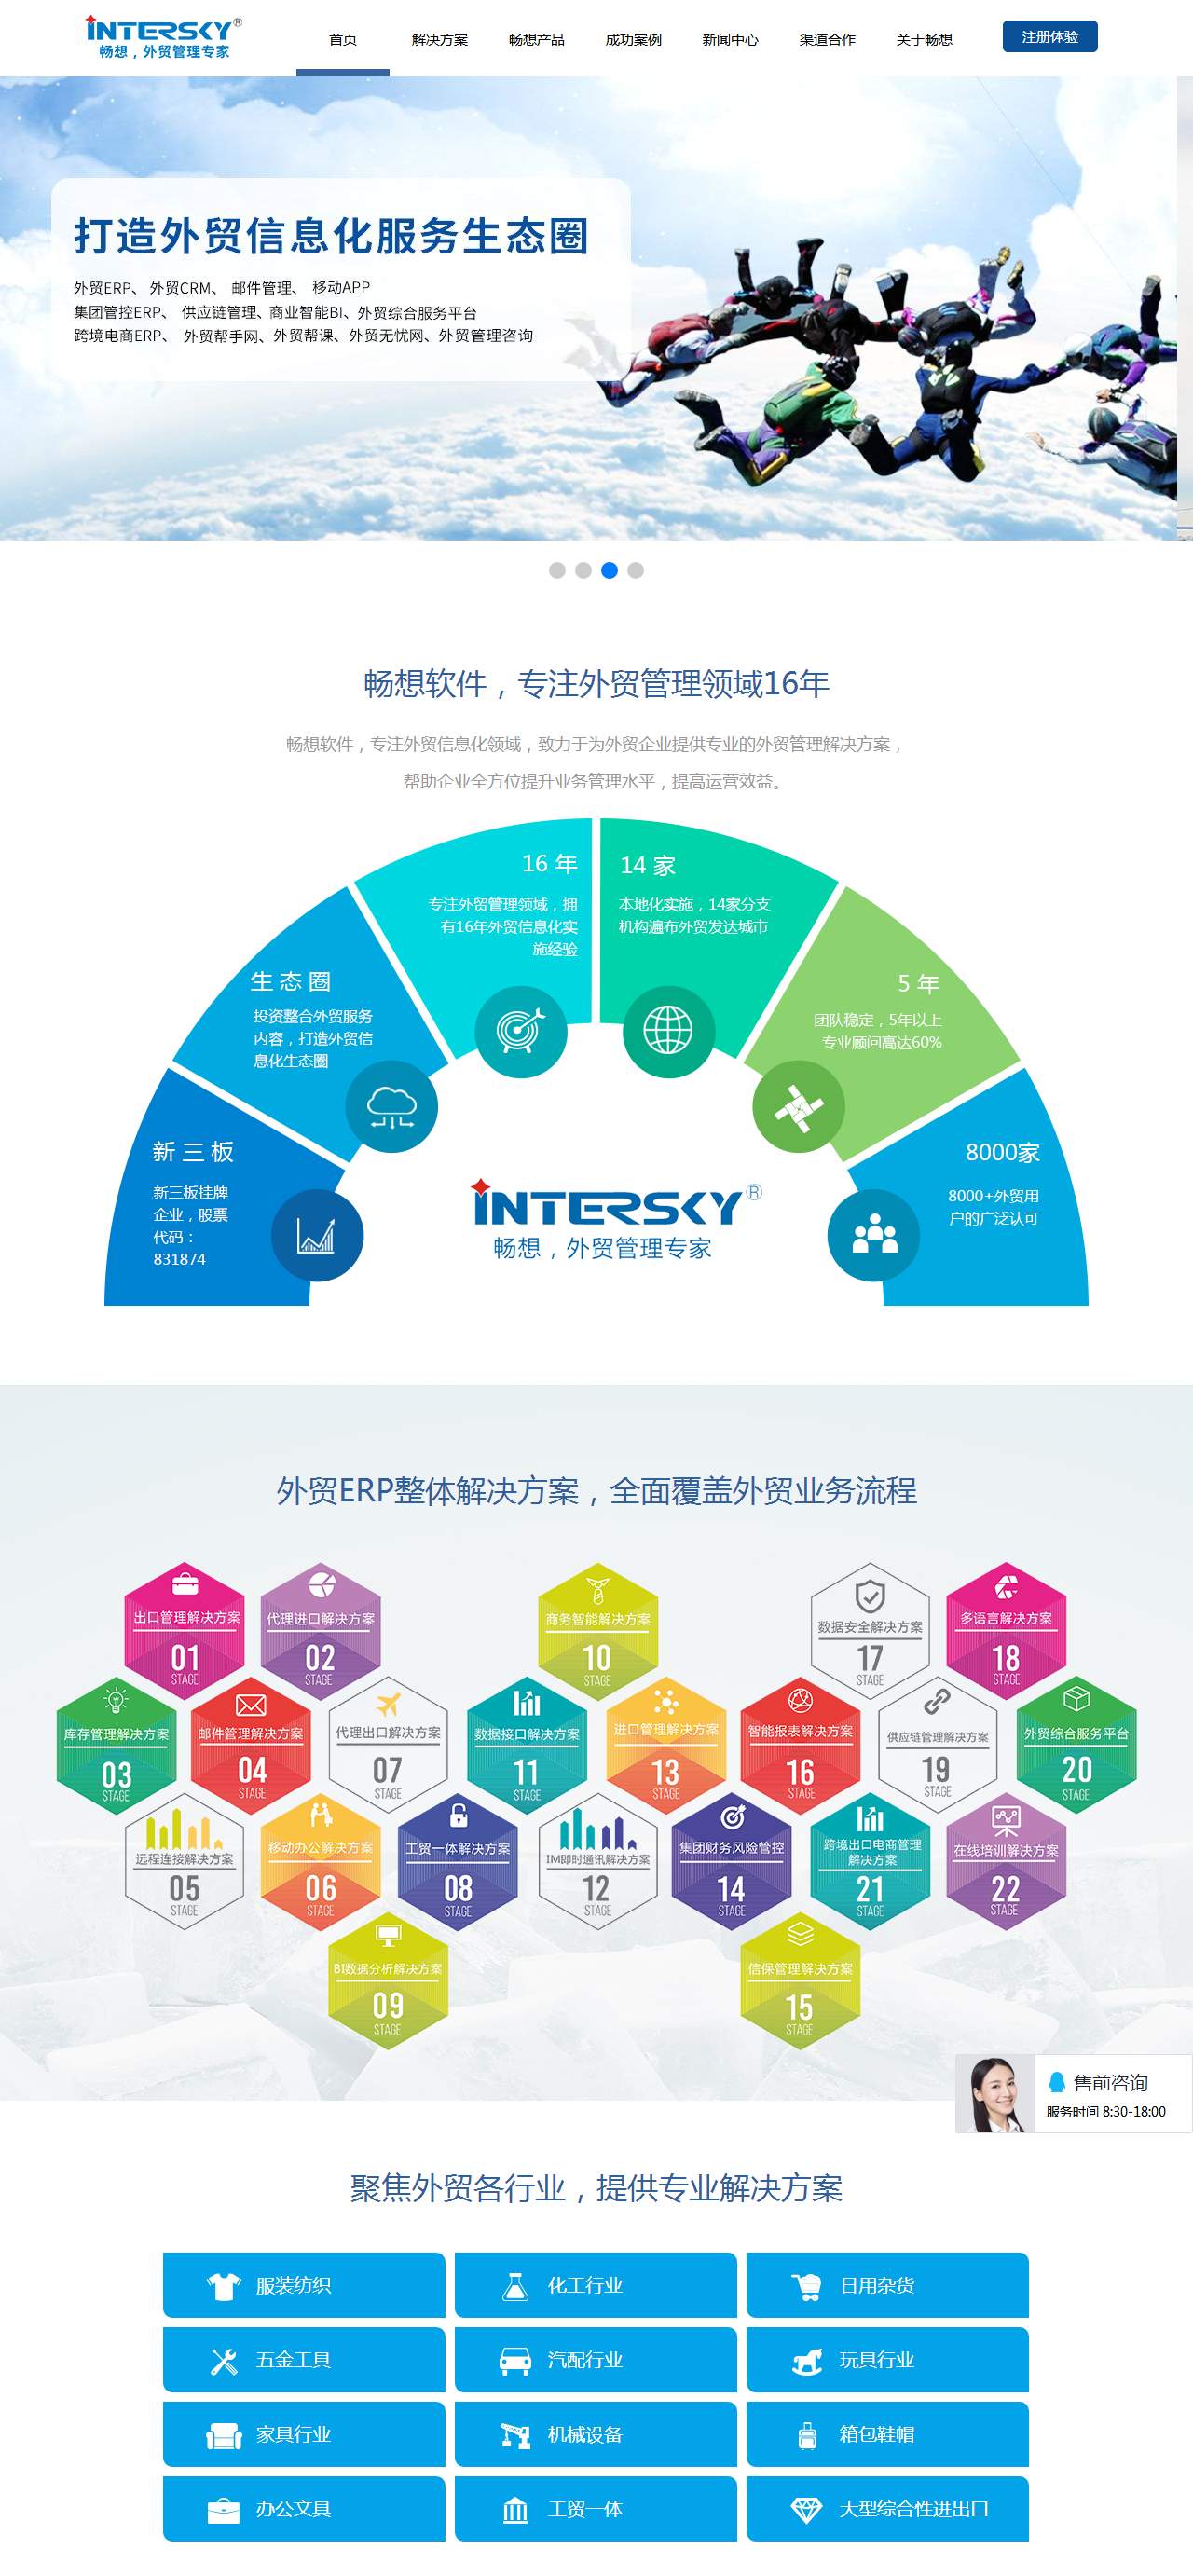 INTERSKY®
畅想，外贸管理专家
首页 解决方案 畅想产品 成功案例 新闻中心 渠道合作 关于畅想 注册体验
打造外贸信息化服务生态圈
外贸ERP、 外贸CRM、 邮件管理、 移动APP
集团管控ERP、 供应链管理、商业智能BI、外贸综合服务平台
跨境电商ERP、 外贸帮手网、外贸帮课、外贸无忧网、外贸管理咨询
畅想软件，专注外贸管理领域16年
畅想软件，专注外贸信息化领域，致力于为外贸企业提供专业的外贸管理解决方案，
帮助企业全方位提升业务管理水平，提高运营效益。
新三板
新三板挂牌
企业，股票
代码：
831874
生态圈
投资整合外贸服务
内容，打造外贸信
息化生态圈
16 年
专注外贸管理领域，拥
有16年外贸信息化实
施经验
14 家
本地化实施，14家分支
机构遍布外贸发达城市
5 年
团队稳定，5年以上
专业顾问高达60%
8000家
8000+外贸用
户的广泛认可
INTERSKY®
畅想，外贸管理专家
外贸ERP整体解决方案，全面覆盖外贸业务流程
出口管理解决方案
01
STAGE
代理进口解决方案
02
STAGE
商务智能解决方案
10
STAGE
数据安全解决方案
17
STAGE
多语言解决方案
18
STAGE
库存管理解决方案
03
STAGE
邮件管理解决方案
04
STAGE
代理出口解决方案
07
STAGE
数据接口解决方案
11
STAGE
进口管理解决方案
13
STAGE
智能报表解决方案
16
STAGE
供应链管理解决方案
19
STAGE
外贸综合服务平台
20
STAGE
远程连接解决方案
05
STAGE
移动办公解决方案
06
STAGE
工贸一体解决方案
08
STAGE
IM即时通讯解决方案
12
STAGE
集团财务风险管控
14
STAGE
跨境出口电商管理
解决方案
21
STAGE
在线培训解决方案
22
STAGE
BI数据分析解决方案
09
STAGE
信保管理解决方案
15
STAGE
售前咨询
服务时间 8:30-18:00
聚焦外贸各行业，提供专业解决方案
服装纺织 化工行业 日用杂货
五金工具 汽配行业 玩具行业
家具行业 机械设备 箱包鞋帽
办公文具 工贸一体 大型综合性进出口